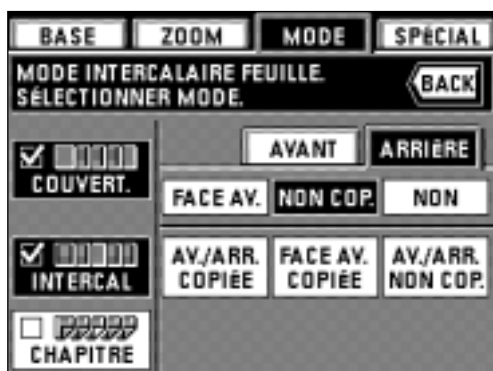 BASE ZOOM MODE SPÉCIAL
MODE INTERCALAIRE FEUILLE.
SÉLECTIONNER MODE.
BACK
AVANT ARRIÈRE
COUVERT.
FACE AV. NON COP. NON
INTERCAL
AV./ARR. FACE AV. AV./ARR.
COPIÉE COPIÉE NON COP.
CHAPITRE